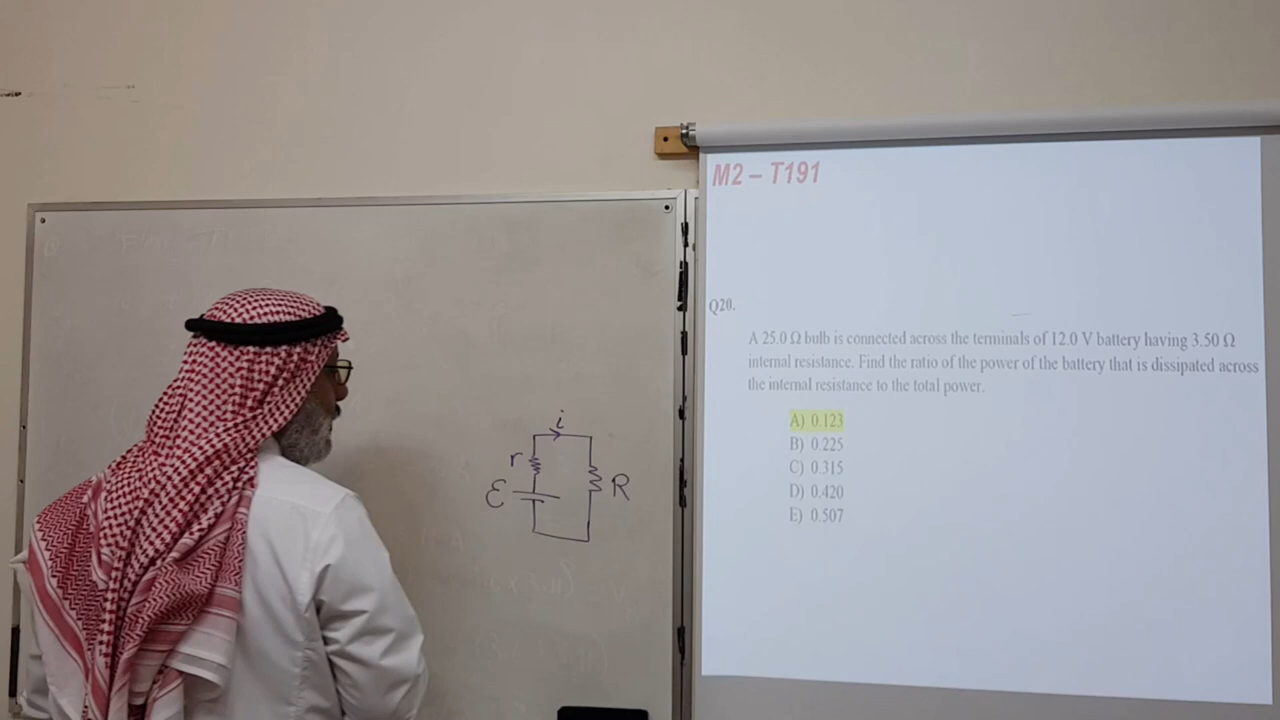 M2 – T191
Q20.
A 25.0 Ω bulb is connected across the terminals of 12.0 V battery having 3.50 Ω
internal resistance. Find the ratio of the power of the battery that is dissipated across
the internal resistance to the total power.
A) 0.123
B) 0.225
C) 0.315
D) 0.420
E) 0.507
i
r
ε
R